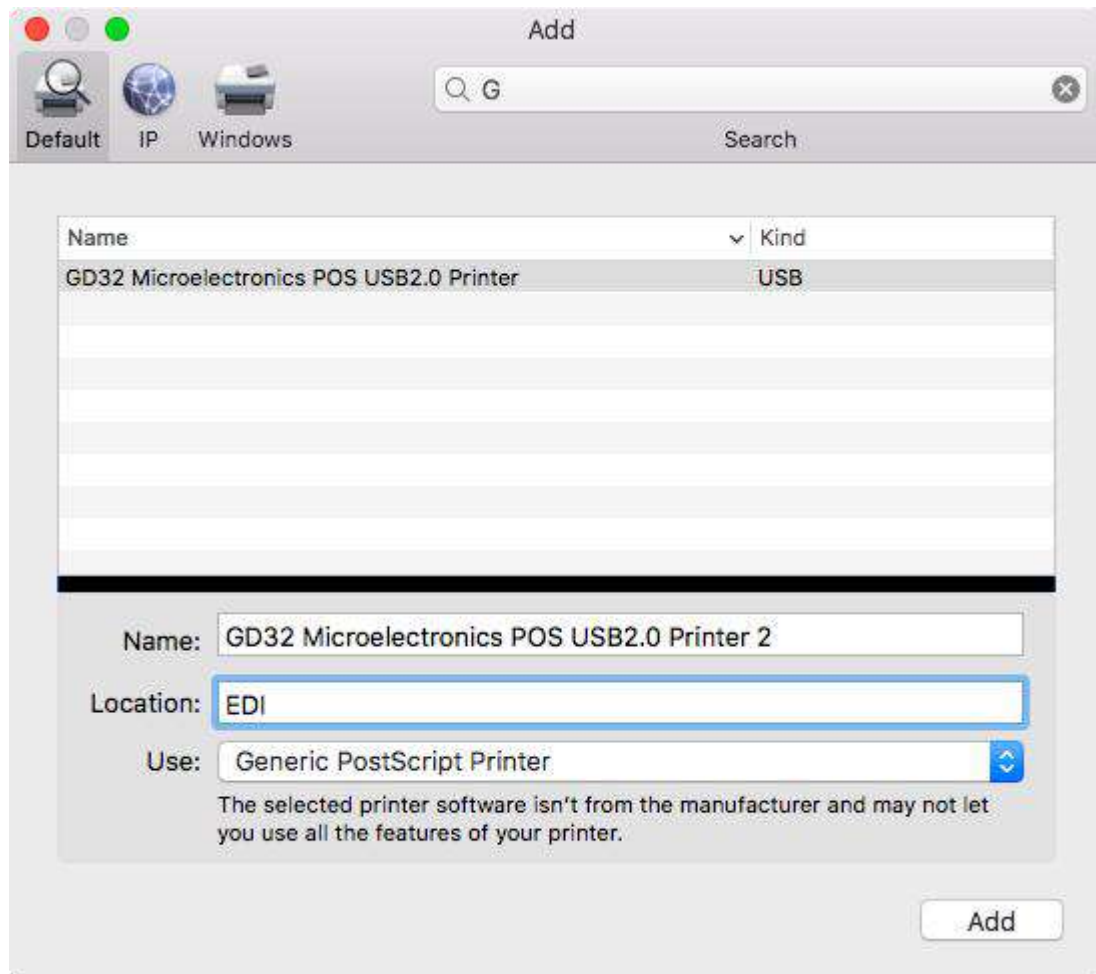 Add
G
Default IP Windows Search
Name Kind
GD32 Microelectronics POS USB2.0 Printer USB
Name: GD32 Microelectronics POS USB2.0 Printer 2
Location: EDI
Use: Generic PostScript Printer
The selected printer software isn't from the manufacturer and may not let
you use all the features of your printer.
Add